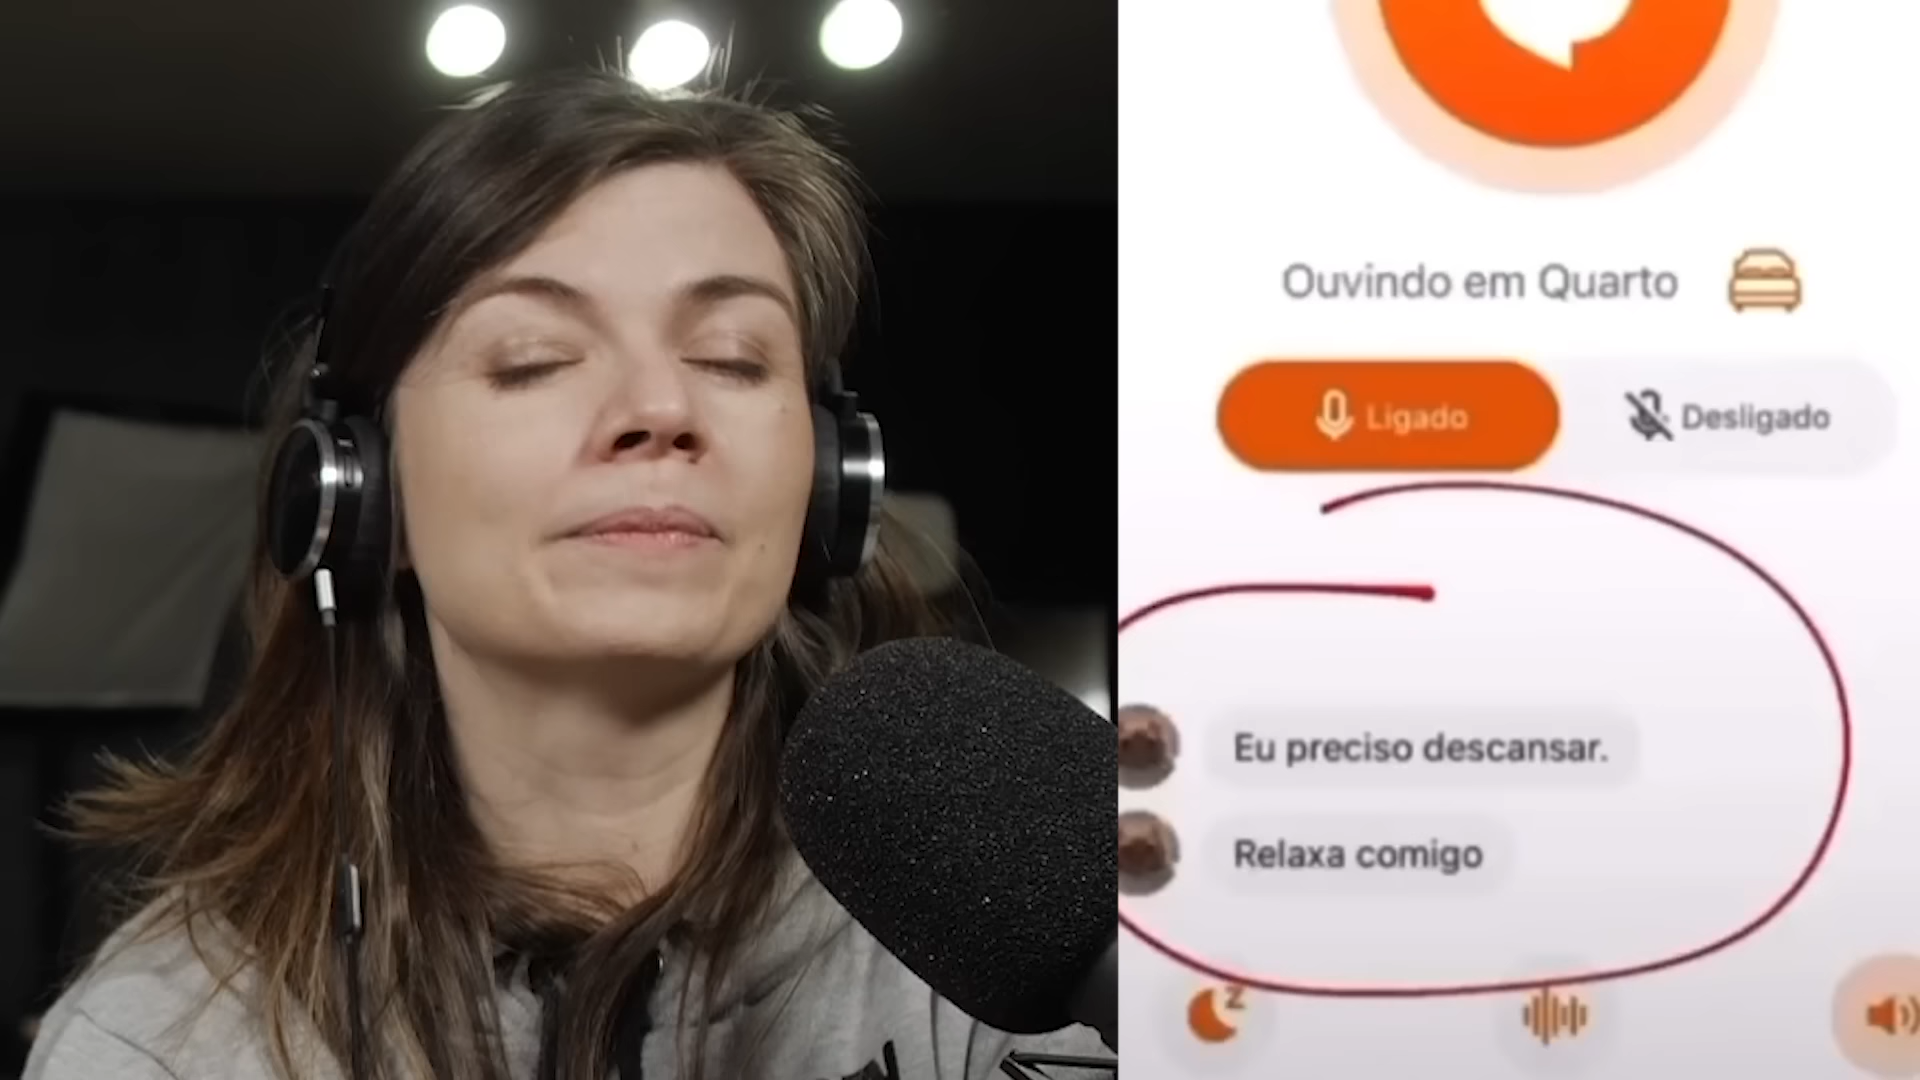 Ouvindo em Quarto
Ligado
Desligado
Eu preciso descansar.
Relaxa comigo